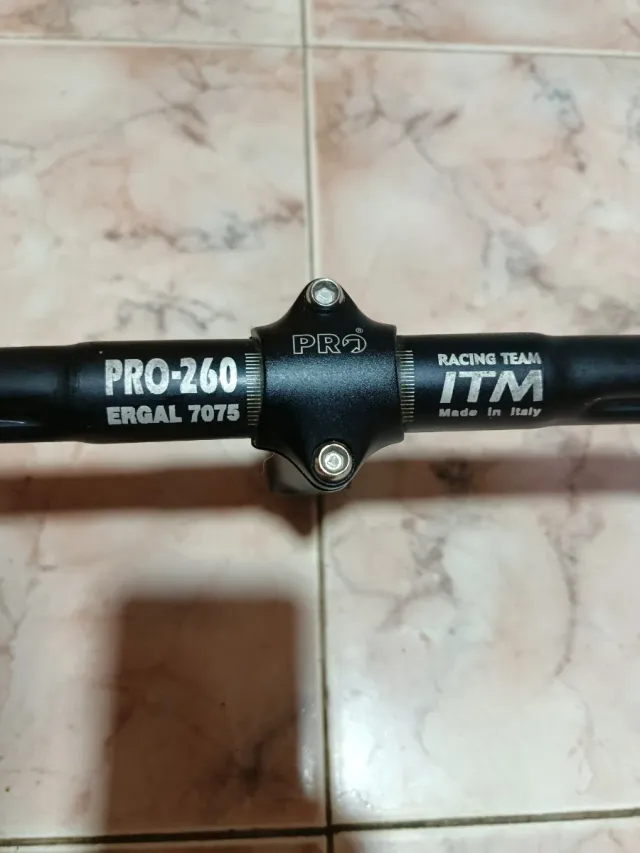 PRO-260
ERGAL 7075
PRO®
RACING TEAM
ITM
Made in Italy